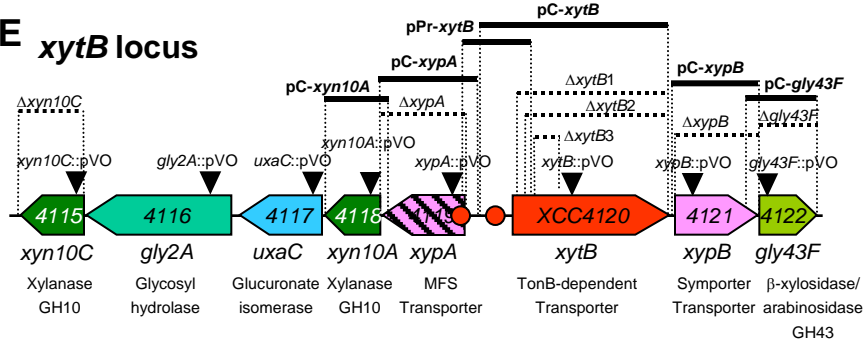 E xytB locus
pC-xytB
pPr-xytB
pC-xypA
pC-xypB
pC-xyn10A
pC-gly43F
Δxyn10C
ΔxypA
ΔxytB1
ΔxytB2
ΔxytB3
ΔxypB
Δgly43F
xyn10A::pVO
xyn10C::pVO gly2A::pVO uxaC::pVO xypA::pVO xytB::pVO xypB::pVO gly43F::pVO
4115 4116 4117 4118 4119 XCC4120 4121 4122
xyn10C gly2A uxaC xyn10A xypA xytB xypB gly43F
Xylanase Glycosyl Glucuronate Xylanase MFS TonB-dependent Symporter β-xylosidase/
GH10 hydrolase isomerase GH10 Transporter Transporter Transporter arabinosidase
GH43